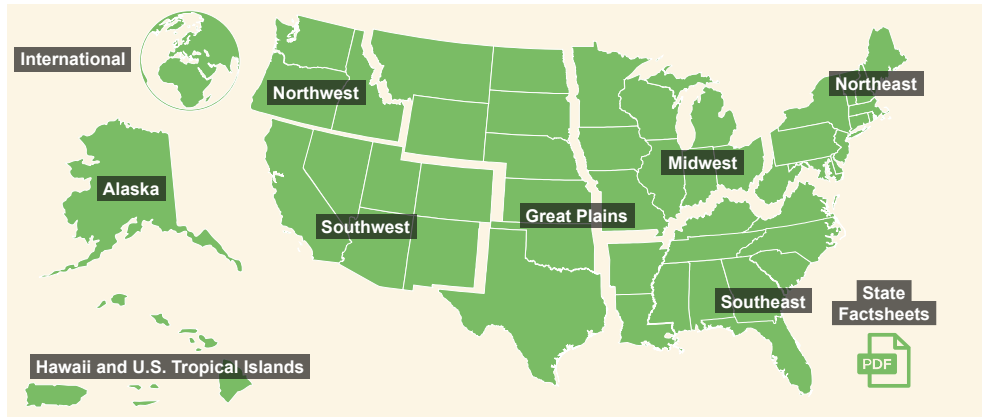 International
Northwest
Northeast
Midwest
Alaska
Great Plains
Southwest
Southeast
State
Factsheets
PDF
Hawaii and U.S. Tropical Islands